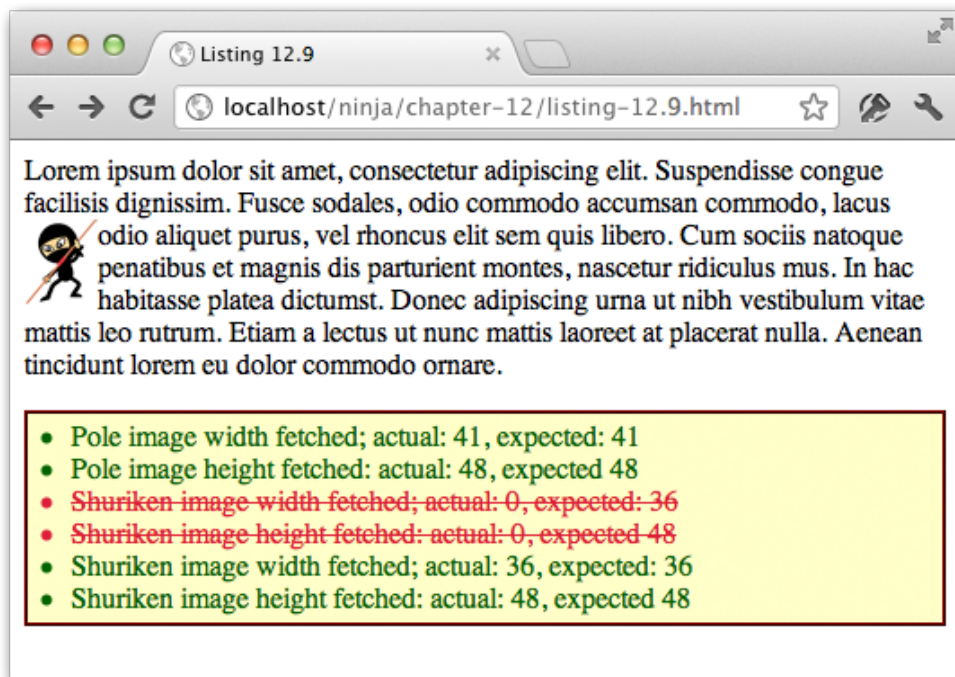 Listing 12.9
localhost/ninja/chapter-12/listing-12.9.html
Lorem ipsum dolor sit amet, consectetur adipiscing elit. Suspendisse congue
facilisis dignissim. Fusce sodales, odio commodo accumsan commodo, lacus
odio aliquet purus, vel rhoncus elit sem quis libero. Cum sociis natoque
penatibus et magnis dis parturient montes, nascetur ridiculus mus. In hac
habitasse platea dictumst. Donec adipiscing urna ut nibh vestibulum vitae
mattis leo rutrum. Etiam a lectus ut nunc mattis laoreet at placerat nulla. Aenean
tincidunt lorem eu dolor commodo ornare.
Pole image width fetched; actual: 41, expected: 41
Pole image height fetched: actual: 48, expected 48
Shuriken image width fetched; actual: 0, expected: 36
Shuriken image height fetched: actual: 0, expected 48
Shuriken image width fetched; actual: 36, expected: 36
Shuriken image height fetched: actual: 48, expected 48